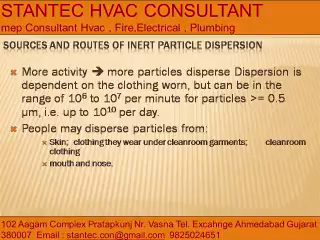 STANTEC HVAC CONSULTANT
mep Consultant Hvac , Fire,Electrical , Plumbing
SOURCES AND ROUTES OF INERT PARTICLE DISPERSION
More activity ➔ more particles disperse Dispersion is
dependent on the clothing worn, but can be in the
range of 10⁶ to 10⁷ per minute for particles >= 0.5
µm, i.e. up to 10¹⁰ per day.
People may disperse particles from:
Skin; clothing they wear under cleanroom garments; cleanroom
clothing
mouth and nose.
102 Aagam Complex Pratapkunj Nr. Vasna Tel. Excahnge Ahmedabad Gujarat
380007 Email : stantec.con@gmail.com 9825024651